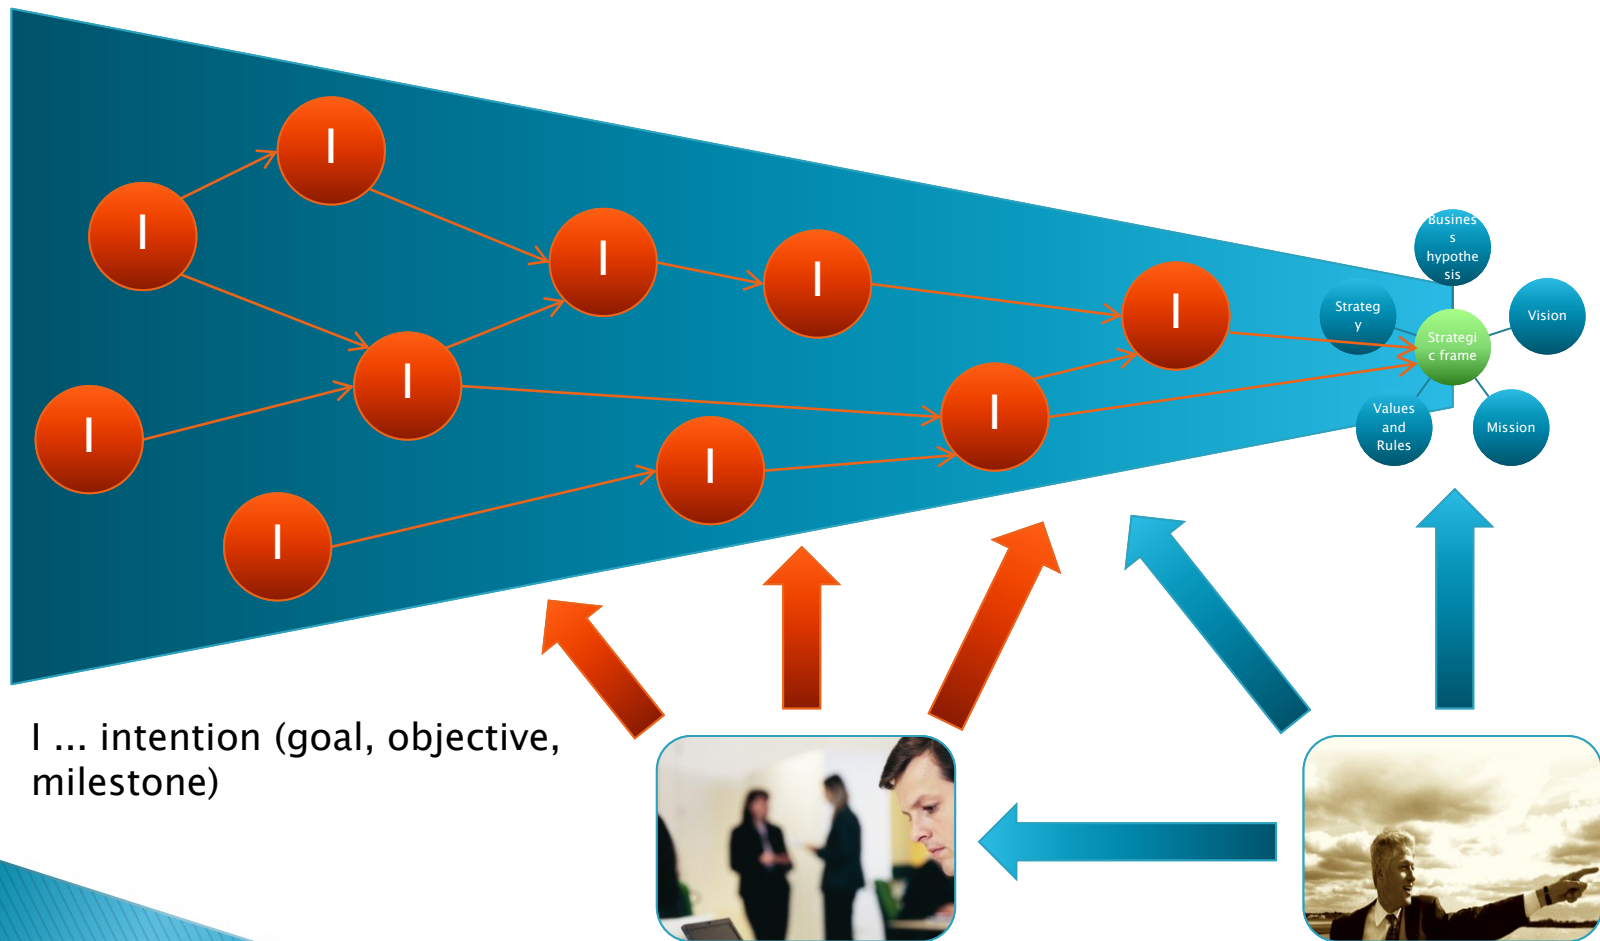 I
I
I
I
I
I
I
I
I
I
I
Busines
s
hypothe
sis
Strateg
y
Vision
Strategi
c frame
Values
and
Rules
Mission
I ... intention (goal, objective,
milestone)